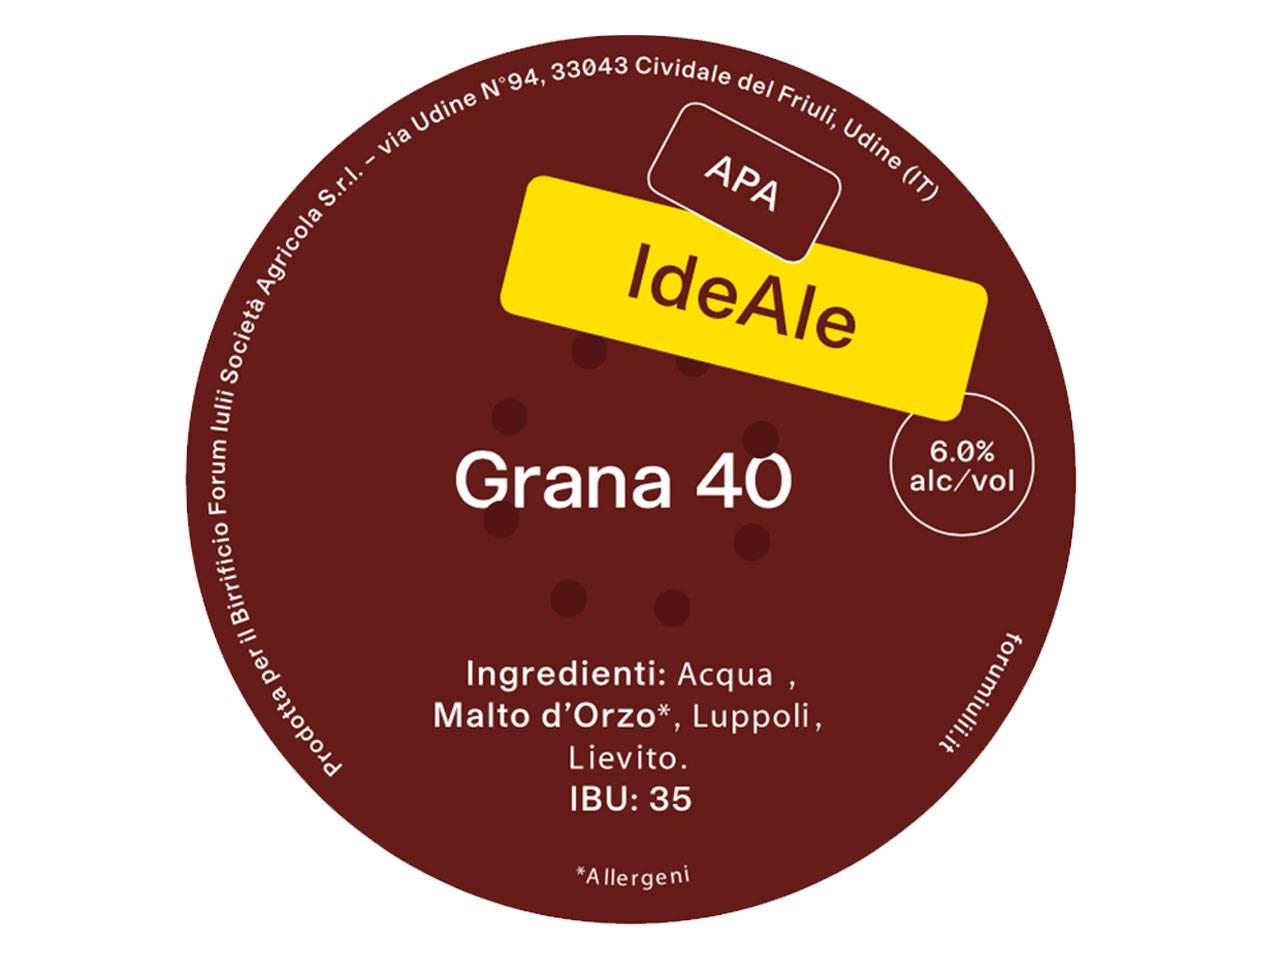 Prodotta per il Birrificio Forum Iulii Società Agricola S.r.l. – via Udine N°94, 33043 Cividale del Friuli, Udine (IT)
APA
IdeAle
6.0%
alc/vol
Grana 40
Ingredienti: Acqua ,
Malto d’Orzo*, Luppoli,
Lievito.
IBU: 35
forumiulii.it
*Allergeni